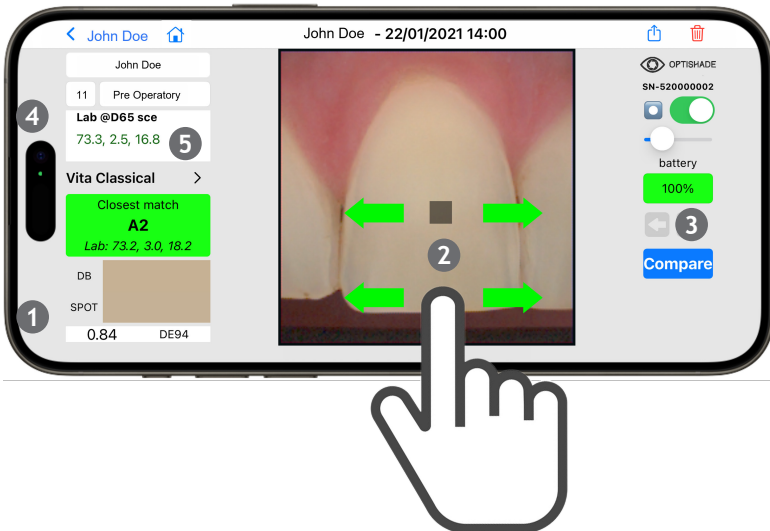 John Doe
John Doe - 22/01/2021 14:00
John Doe
11 Pre Operatory
Lab @D65 sce
73.3, 2.5, 16.8
Vita Classical >
Closest match
A2
Lab: 73.2, 3.0, 18.2
DB
SPOT
0.84 DE94
4
5
1
2
OPTISHADE
SN-520000002
battery
100%
3
Compare